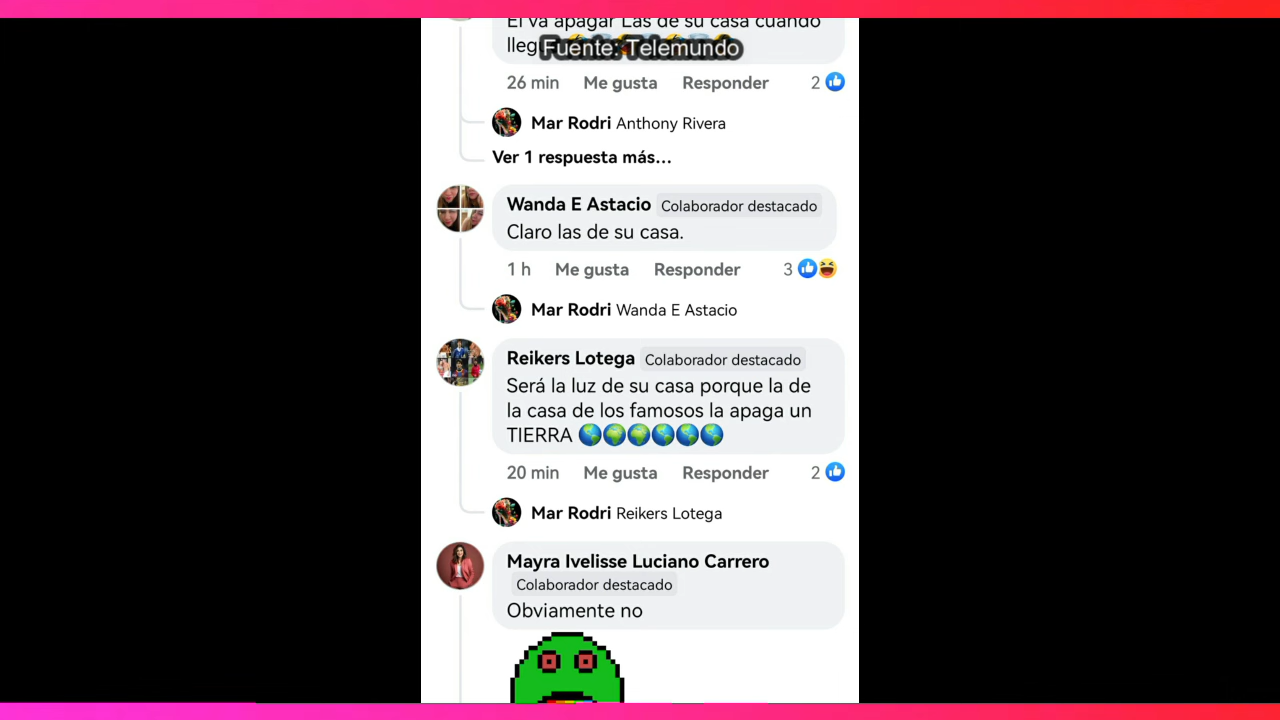 El va apagar Las de su casa cuando
lleg
Fuente: Telemundo
26 min Me gusta Responder 2
Mar Rodri Anthony Rivera
Ver 1 respuesta más...
Wanda E Astacio Colaborador destacado
Claro las de su casa.
1 h Me gusta Responder 3
Mar Rodri Wanda E Astacio
Reikers Lotega Colaborador destacado
Será la luz de su casa porque la de
la casa de los famosos la apaga un
TIERRA 🌎🌍🌍🌎🌎🌎
20 min Me gusta Responder 2
Mar Rodri Reikers Lotega
Mayra Ivelisse Luciano Carrero
Colaborador destacado
Obviamente no